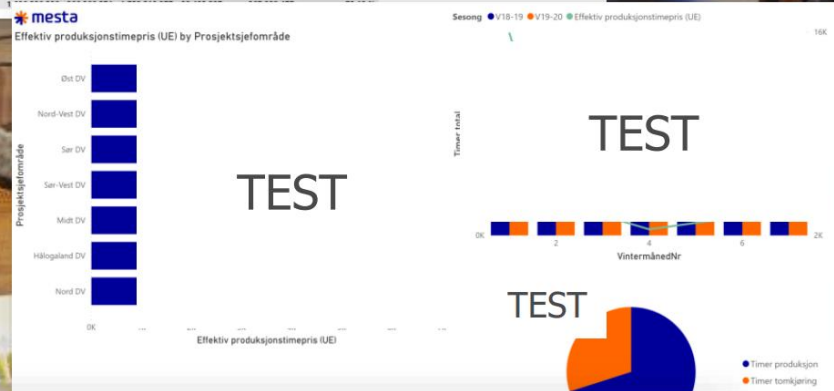 mesta
Effektiv produksjonstimepris (UE) by Prosjektsjefområde
Prosjektsjefområde
Øst DV
Nord-Vest DV
Sør DV
Sør-Vest DV
Midt DV
Hålogaland DV
Nord DV
0K
Effektiv produksjonstimepris (UE)
TEST
Sesong V18-19 V19-20 Effektiv produksjonstimepris (UE)
16K
Timer total
TEST
0K 2 4 6 2K
VintermånedNr
TEST
Timer produksjon
Timer tomkjøring